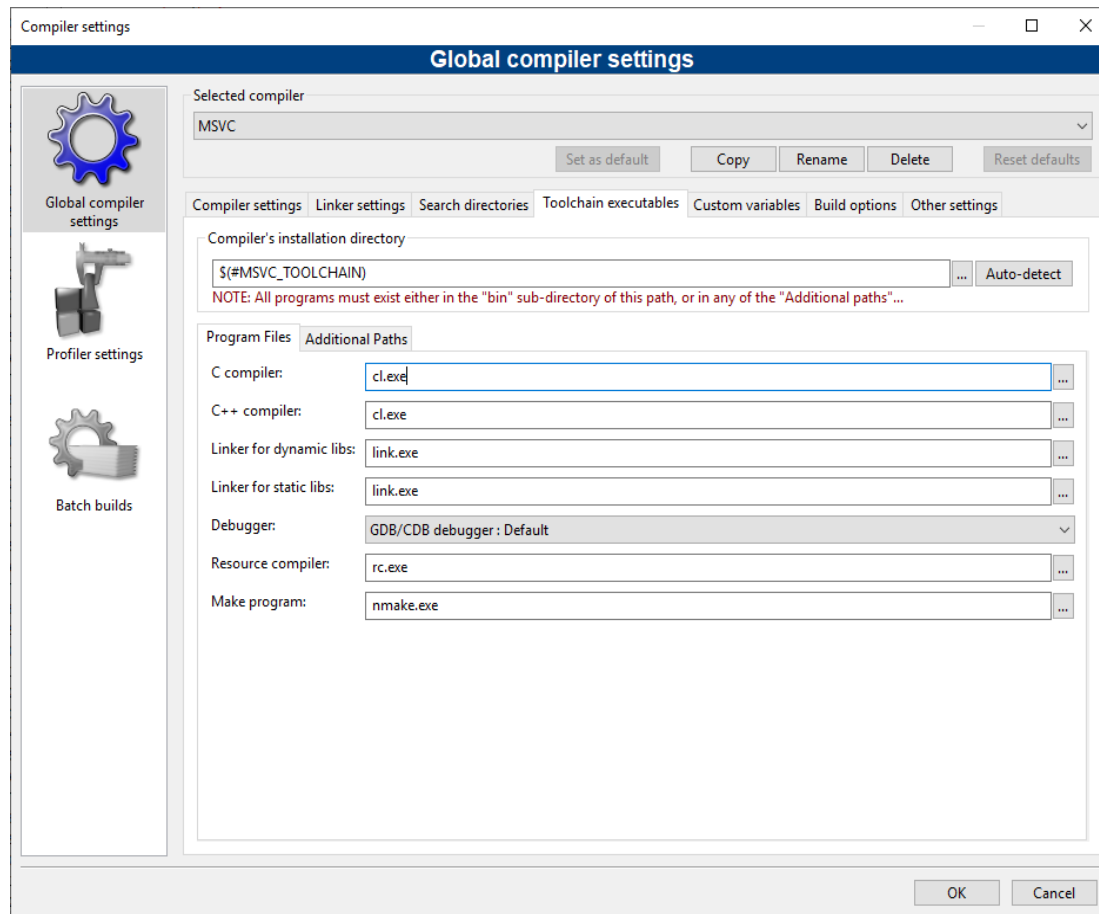 Compiler settings
Global compiler settings
Global compiler
settings
Profiler settings
Batch builds
Selected compiler
MSVC
Set as default Copy Rename Delete Reset defaults
Compiler settings Linker settings Search directories Toolchain executables Custom variables Build options Other settings
Compiler's installation directory
$(#MSVC_TOOLCHAIN) ... Auto-detect
NOTE: All programs must exist either in the "bin" sub-directory of this path, or in any of the "Additional paths"...
Program Files Additional Paths
C compiler: cl.exe ...
C++ compiler: cl.exe ...
Linker for dynamic libs: link.exe ...
Linker for static libs: link.exe ...
Debugger: GDB/CDB debugger : Default
Resource compiler: rc.exe ...
Make program: nmake.exe ...
OK Cancel